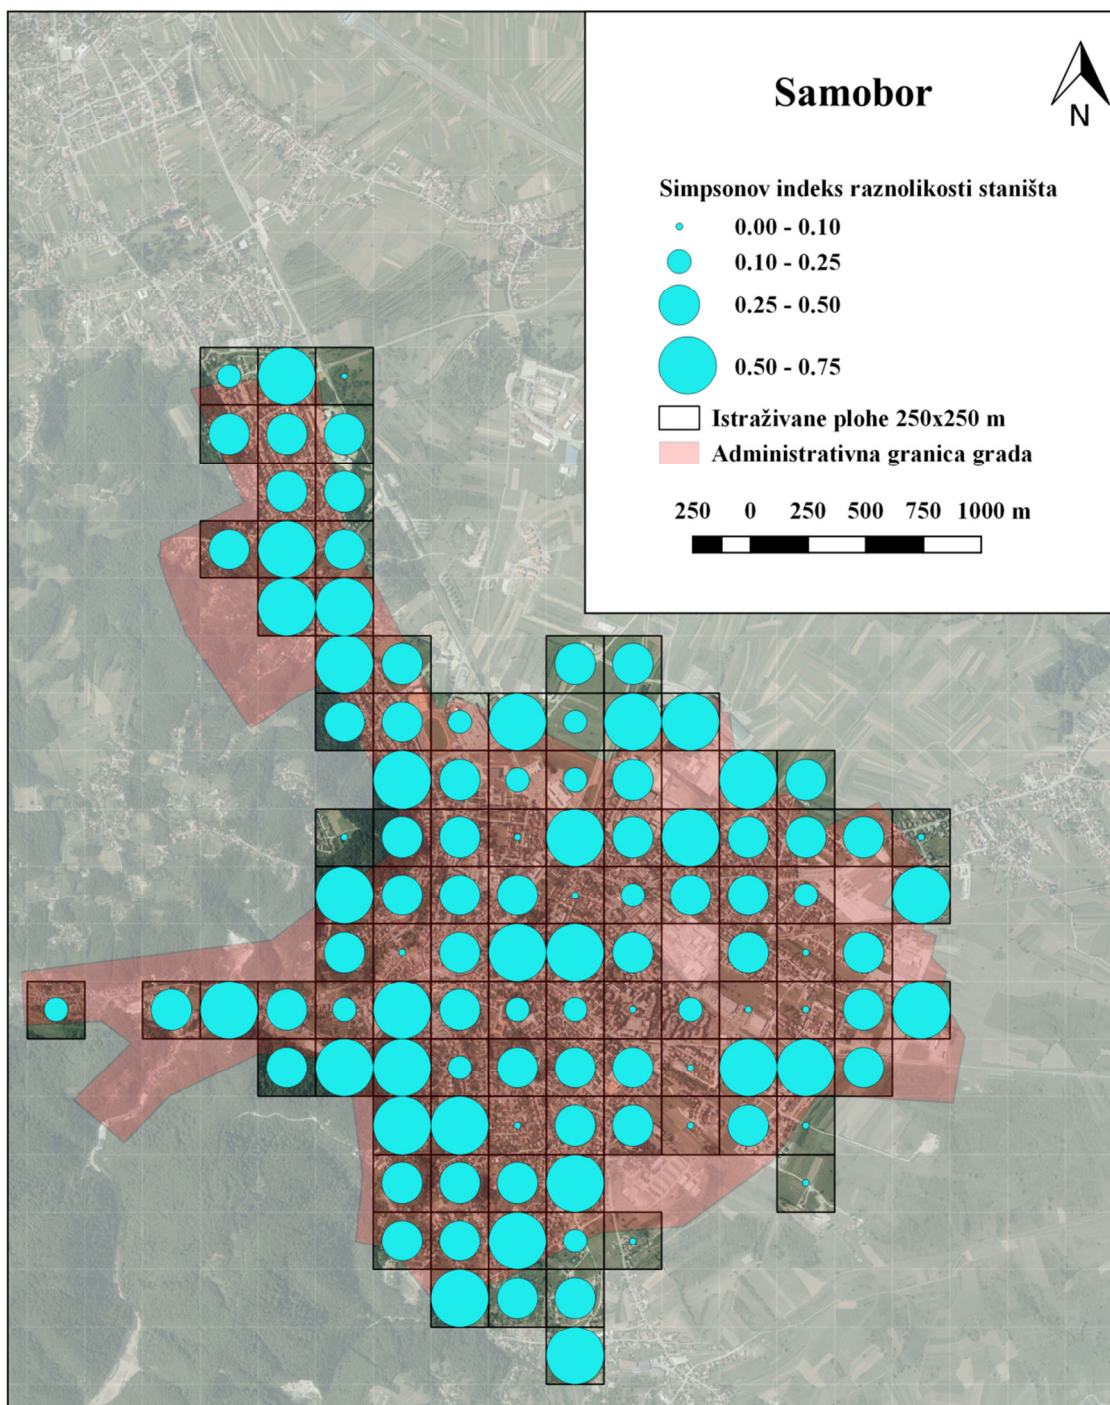 Samobor
N
Simpsonov indeks raznolikosti staništa
0.00 - 0.10
0.10 - 0.25
0.25 - 0.50
0.50 - 0.75
Istraživane plohe 250x250 m
Administrativna granica grada
250 0 250 500 750 1000 m